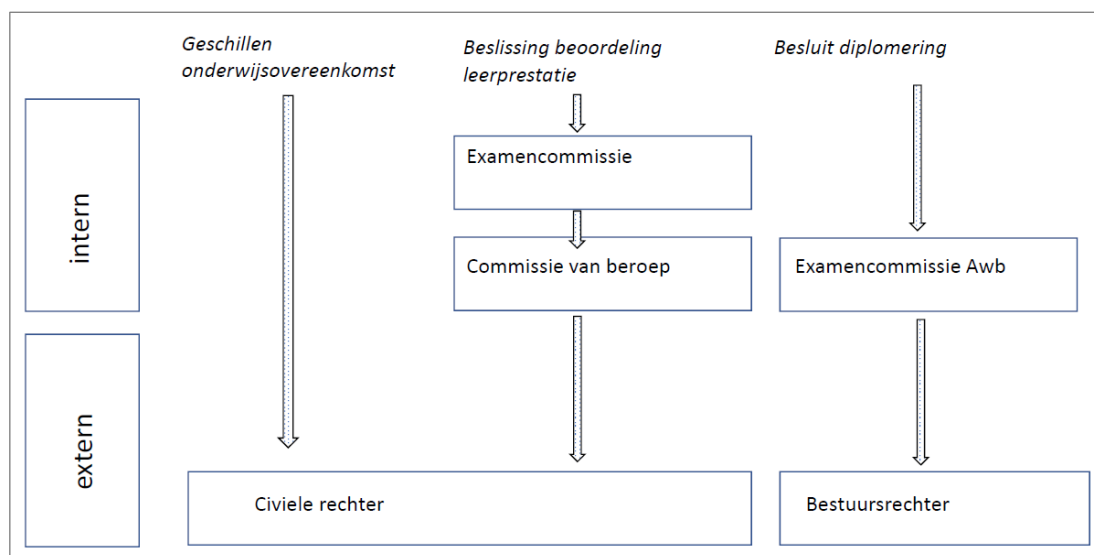 Geschillen
onderwijsovereenkomst
Beslissing beoordeling
leerprestatie
Besluit diplomering
intern
Examencommissie
Commissie van beroep
Examencommissie Awb
extern
Civiele rechter
Bestuursrechter